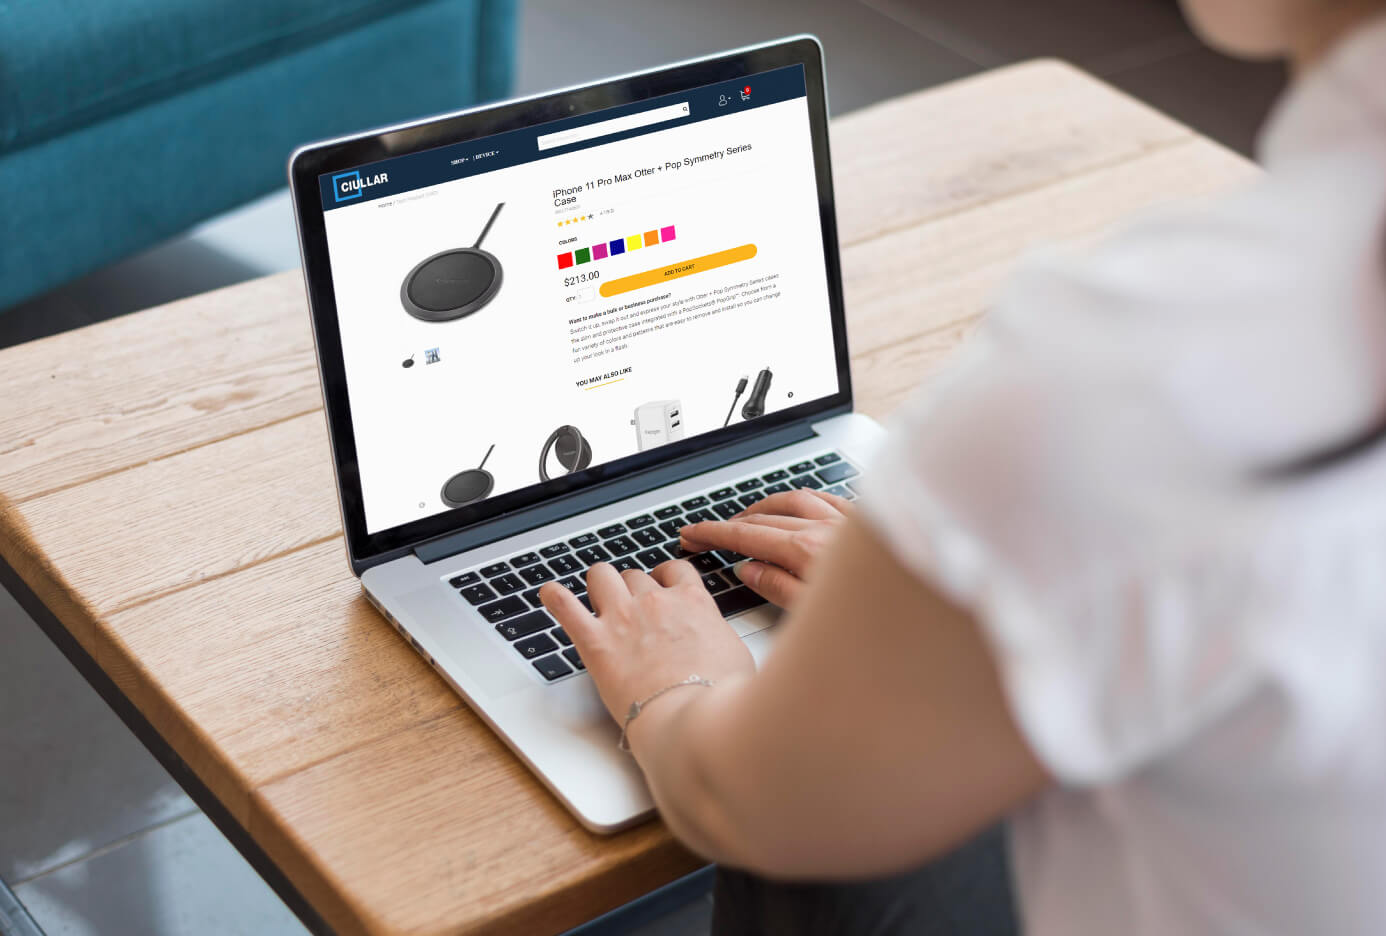 CIULLAR
SHOP
| DEVICE
0
Home /
iPhone 11 Pro Max Otter + Pop Symmetry Series
Case
COLORS
$213.00
QTY:
ADD TO CART
Want to make a bulk or business purchase?
Switch it up, swap it out and express your style with Otter + Pop Symmetry Series cases
the slim and protective case integrated with a PopSockets® PopGrip™. Choose from a
fun variety of colors and patterns that are easy to remove and install so you can change
up your look in a flash.
YOU MAY ALSO LIKE